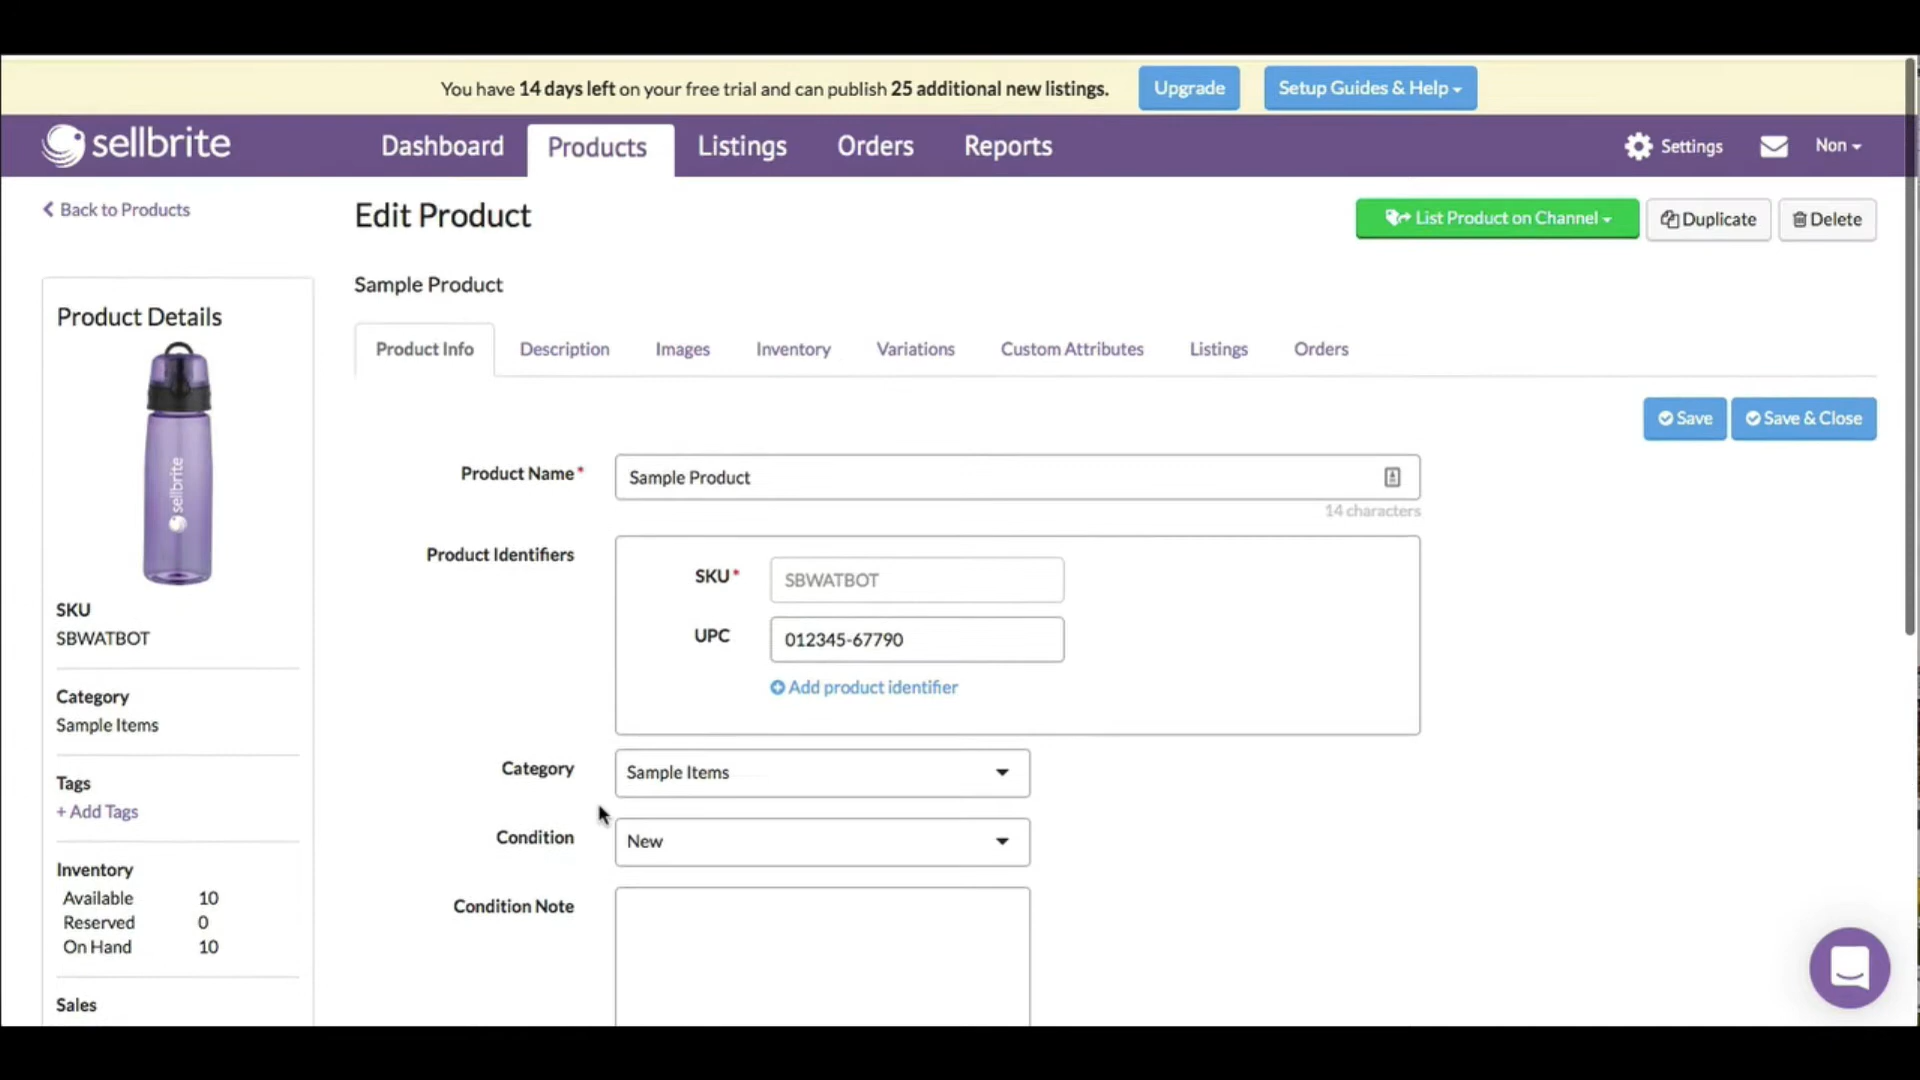 You have 14 days left on your free trial and can publish 25 additional new listings.
Upgrade
Setup Guides & Help
sellbrite
Dashboard
Products
Listings
Orders
Reports
Settings
Non
Back to Products
Edit Product
List Product on Channel
Duplicate
Delete
Sample Product
Product Info
Description
Images
Inventory
Variations
Custom Attributes
Listings
Orders
Save
Save & Close
Product Details
sellbrite
SKU
SBWATBOT
Category
Sample Items
Tags
+ Add Tags
Inventory
Available 10
Reserved 0
On Hand 10
Sales
Product Name*
Sample Product
14 characters
Product Identifiers
SKU*
SBWATBOT
UPC
012345-67790
Add product identifier
Category
Sample Items
Condition
New
Condition Note